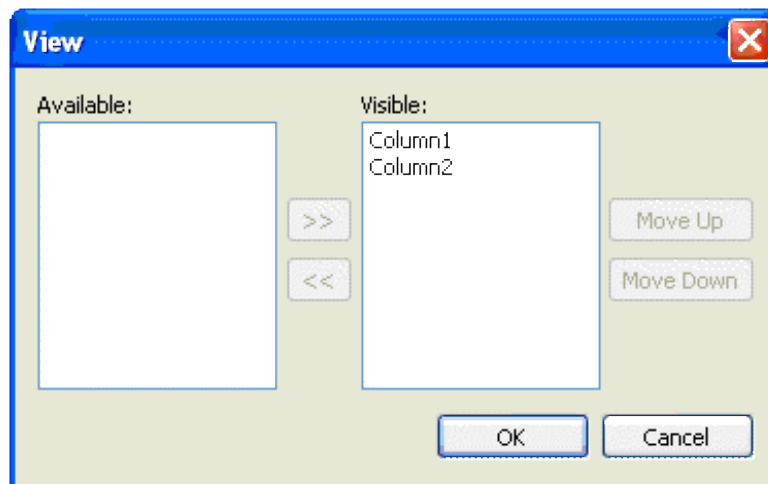 View
Available:
Visible:
Column1
Column2
>>
<<
Move Up
Move Down
OK
Cancel